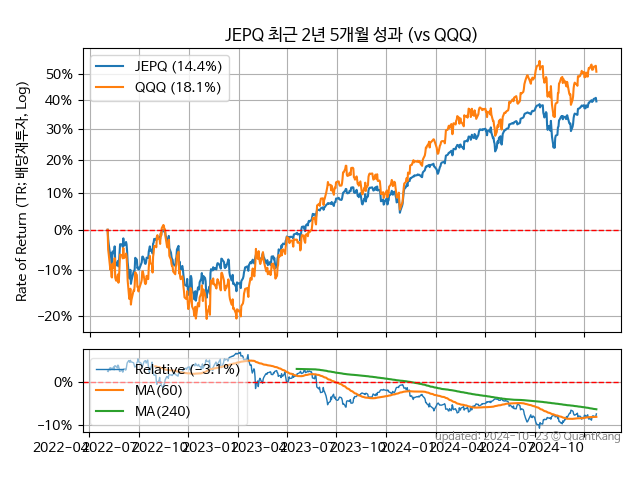 JEPQ 최근 2년 5개월 성과 (vs QQQ)
Rate of Return (TR: 배당재투자, Log)
JEPQ (14.4%)
QQQ (18.1%)
50%
40%
30%
20%
10%
0%
−10%
−20%
Relative (−3.1%)
MA(60)
MA(240)
0%
−10%
updated: 2024-10-23 © QuantKang
2022-04
2022-07
2022-10
2023-01
2023-04
2023-07
2023-10
2024-01
2024-04
2024-07
2024-10